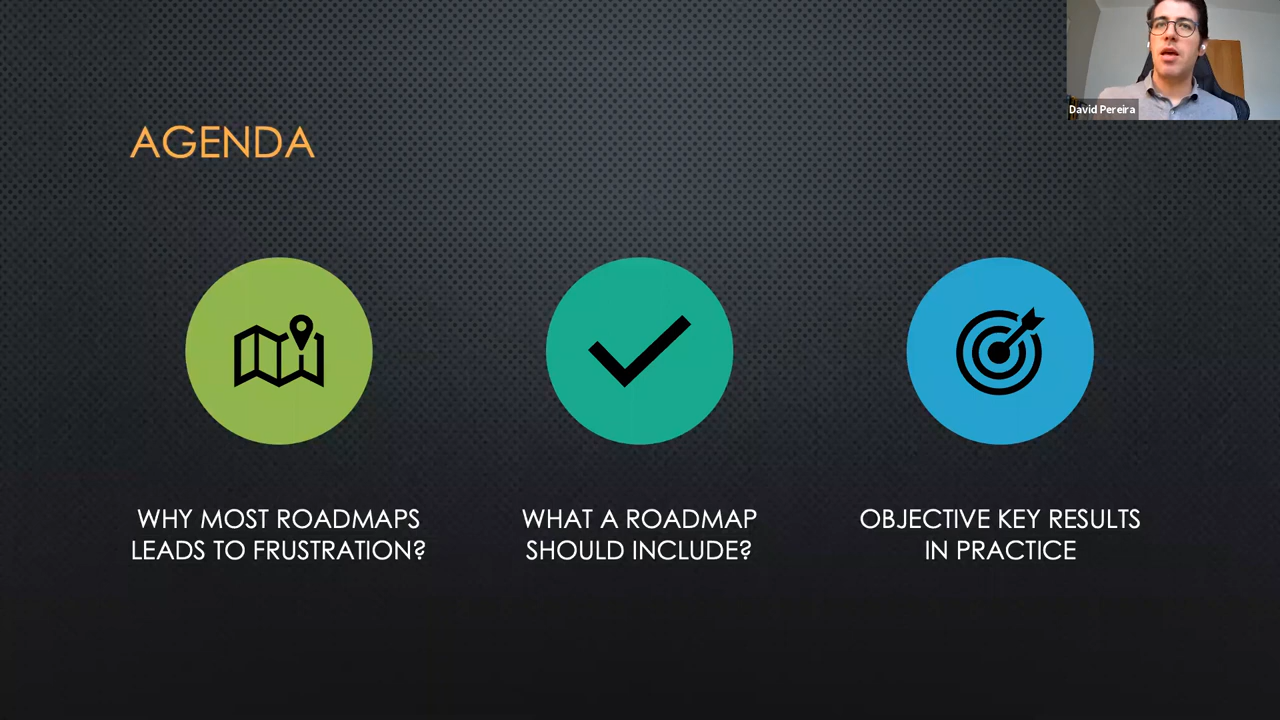 David Pereira
AGENDA
WHY MOST ROADMAPS
LEADS TO FRUSTRATION?
WHAT A ROADMAP
SHOULD INCLUDE?
OBJECTIVE KEY RESULTS
IN PRACTICE